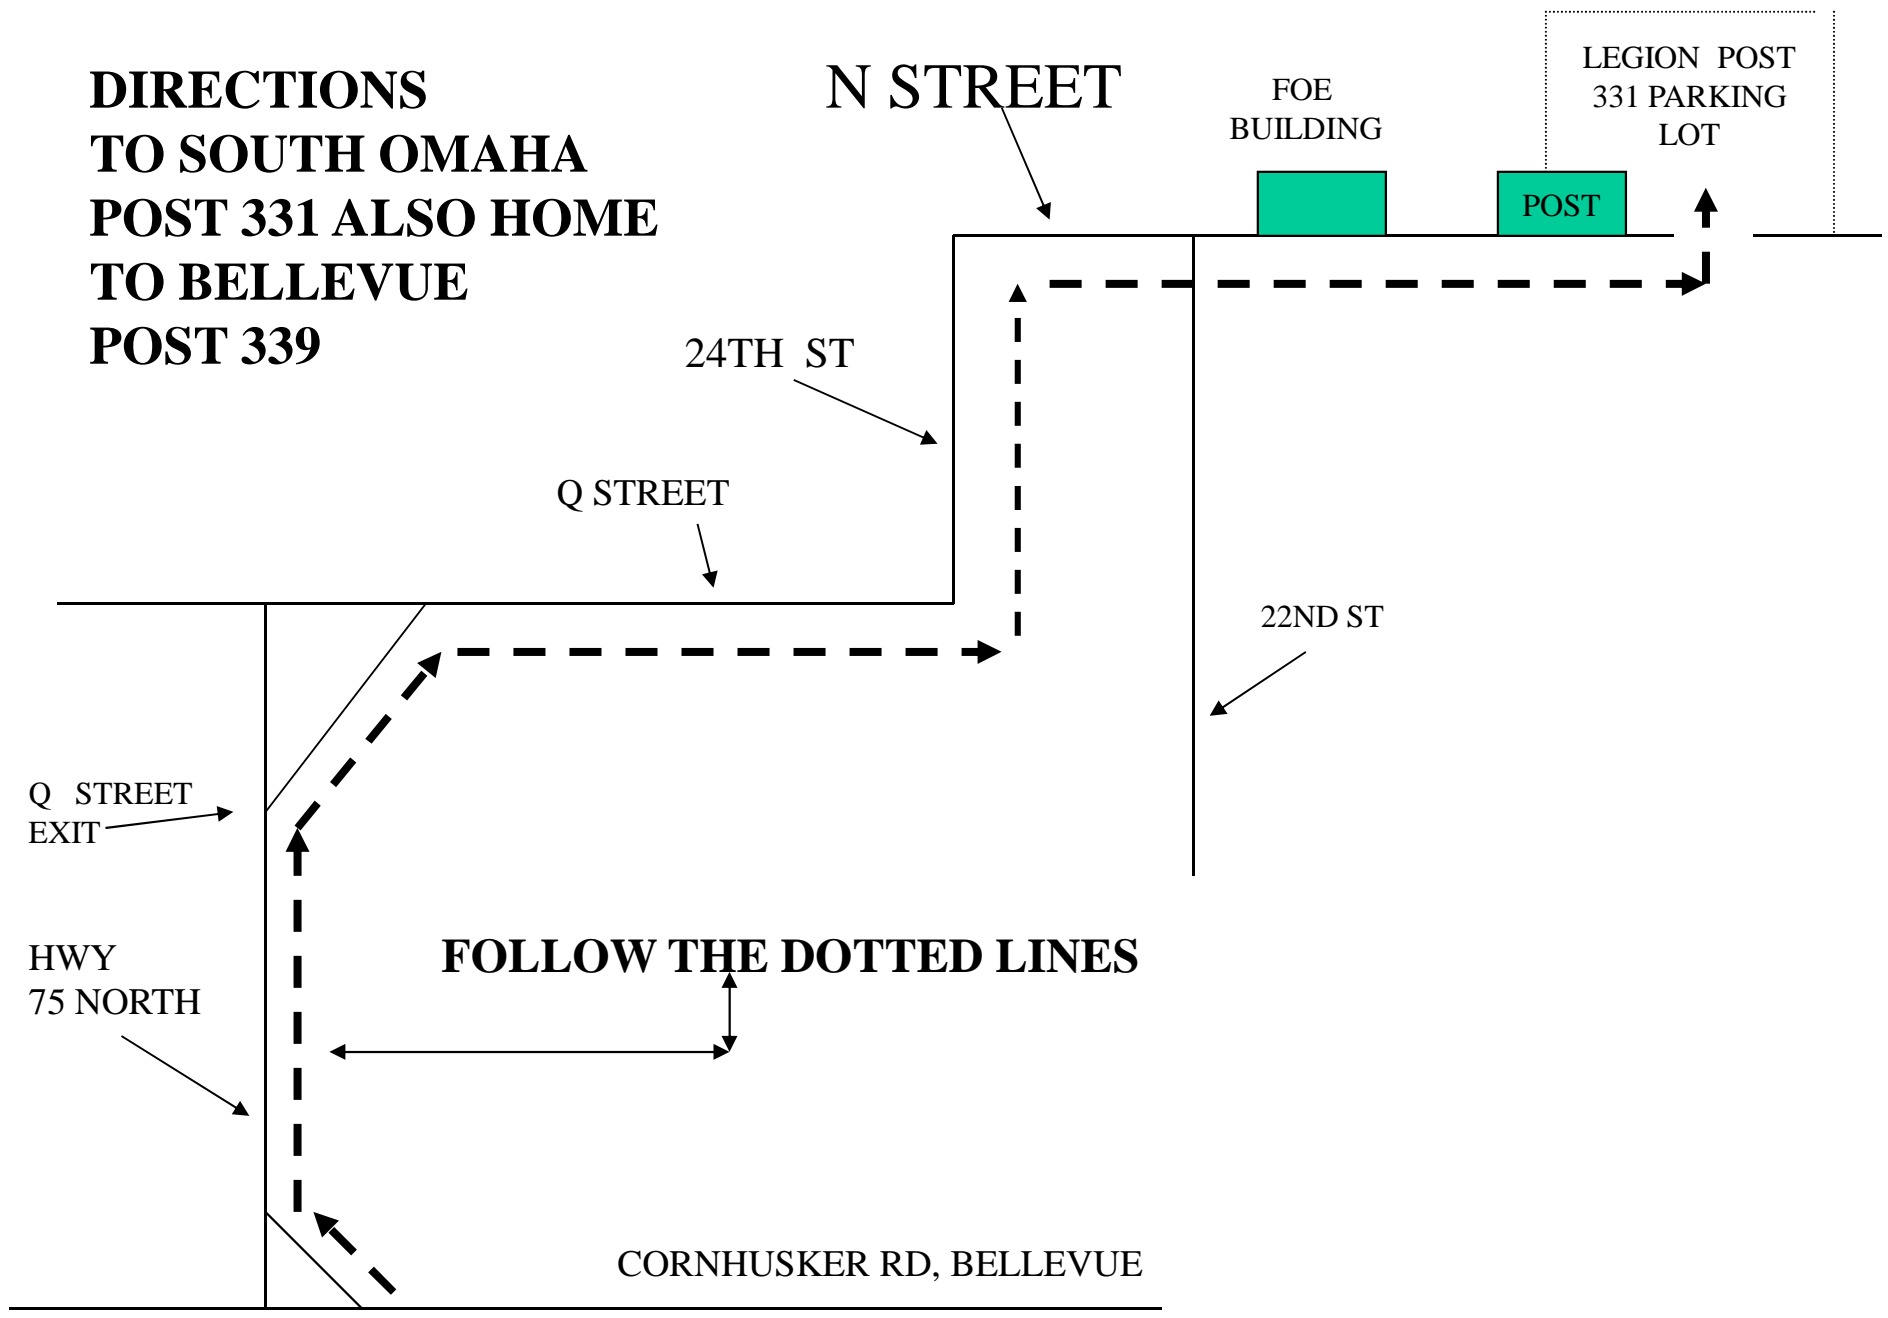 DIRECTIONS
TO SOUTH OMAHA
POST 331 ALSO HOME
TO BELLEVUE
POST 339
N STREET
FOE
BUILDING
LEGION POST
331 PARKING
LOT
POST
24TH ST
Q STREET
22ND ST
Q STREET
EXIT
HWY
75 NORTH
FOLLOW THE DOTTED LINES
CORNHUSKER RD, BELLEVUE